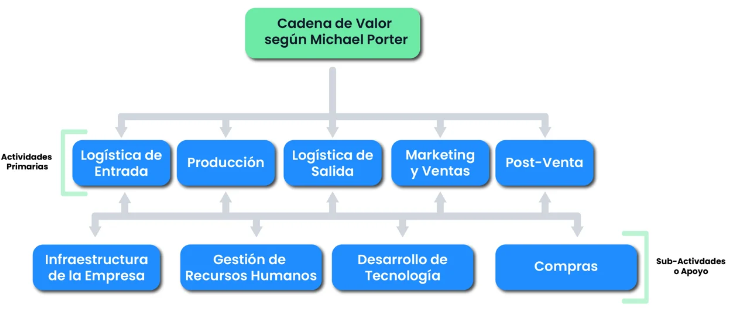 Cadena de Valor
según Michael Porter
Actividades
Primarias
Logística de
Entrada
Producción
Logística de
Salida
Marketing
y Ventas
Post-Venta
Infraestructura
de la Empresa
Gestión de
Recursos Humanos
Desarrollo de
Tecnología
Compras
Sub-Activdades
o Apoyo